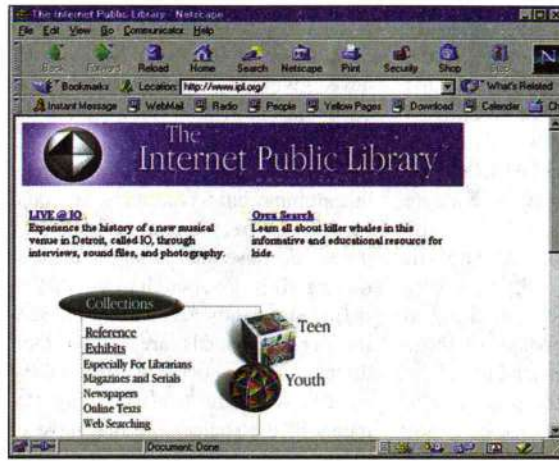 The Internet Public Library - Netscape
File Edit View Go Communicator Help
Back Forward Reload Home Search Netscape Print Security Shop Stop
Bookmarks Location: http://www.ipl.org/ What's Related
Instant Message WebMail Radio People Yellow Pages Download Calendar
The
Internet Public Library
LIVE @ IO
Experience the history of a new musical
venue in Detroit, called IO, through
interviews, sound files, and photography.
Orca Search
Learn all about killer whales in this
informative and educational resource for
kids.
Collections
Reference
Exhibits
Especially For Librarians
Magazines and Serials
Newspapers
Online Texts
Web Searching
Teen
Youth
Document: Done